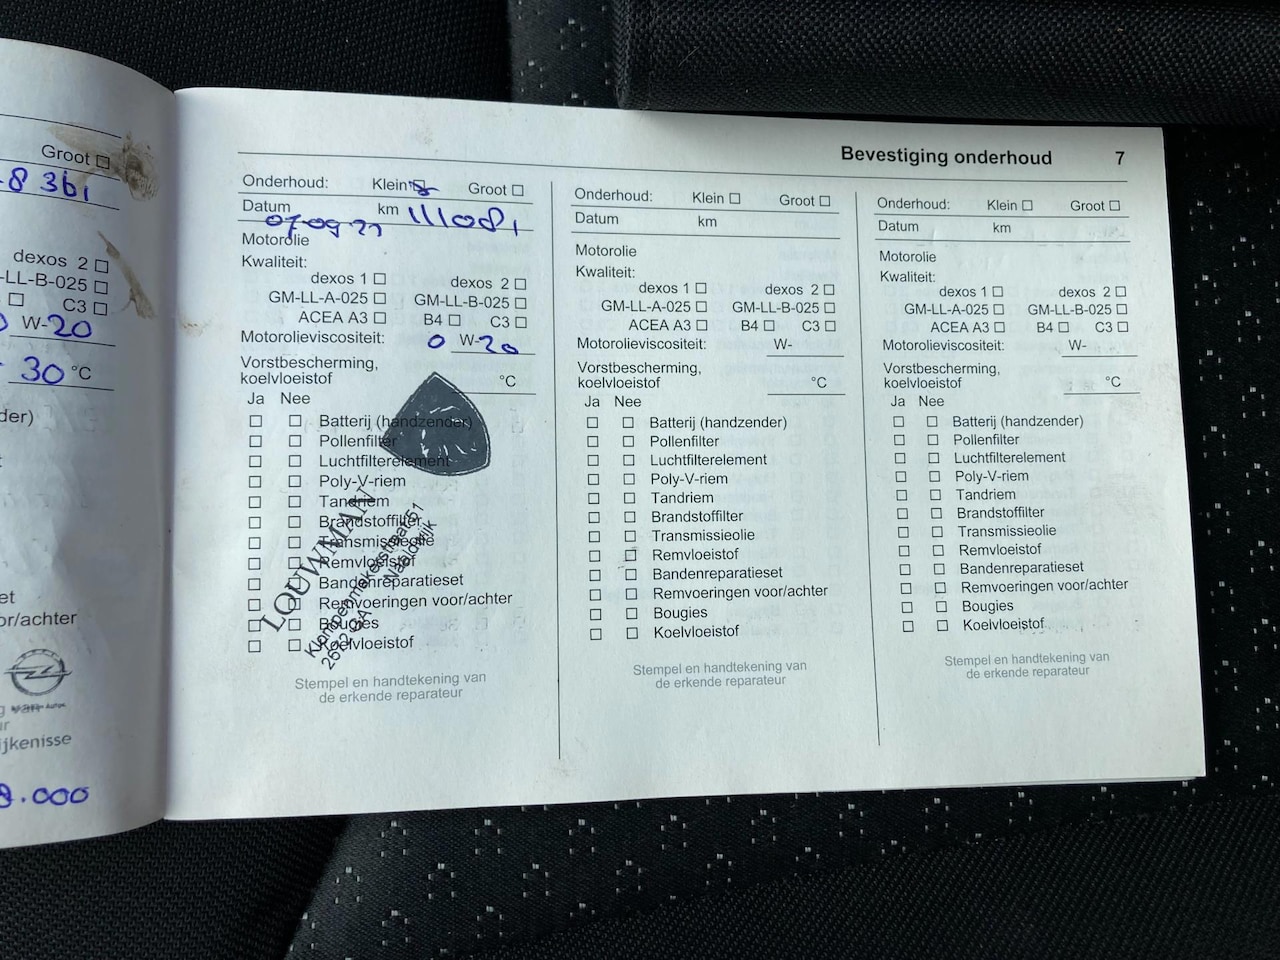 Groot
-8 361
dexos 2
-LL-B-025
C3
W-20
30 °C
der)
et
or/achter
ur
ijkenisse
.000
Bevestiging onderhoud 7
Onderhoud: Klein Groot
Datum 07-09-22 km 111081
Motorolie
Kwaliteit:
dexos 1 dexos 2
GM-LL-A-025 GM-LL-B-025
ACEA A3 B4 C3
Motorolieviscositeit: 0 W-20
Vorstbescherming,
koelvloeistof °C
Ja Nee
Batterij (handzender)
Pollenfilter
Luchtfilterelement
Poly-V-riem
Tandriem
Brandstoffilter
Transmissieolie
Remvloeistof
Bandenreparatieset
Remvoeringen voor/achter
Bougies
Koelvloeistof
LOUWMAN
Klompenmakerstraat 51
Naaldwijk
Stempel en handtekening van
de erkende reparateur
Onderhoud: Klein Groot
Datum km
Motorolie
Kwaliteit:
dexos 1 dexos 2
GM-LL-A-025 GM-LL-B-025
ACEA A3 B4 C3
Motorolieviscositeit: W-
Vorstbescherming,
koelvloeistof °C
Ja Nee
Batterij (handzender)
Pollenfilter
Luchtfilterelement
Poly-V-riem
Tandriem
Brandstoffilter
Transmissieolie
Remvloeistof
Bandenreparatieset
Remvoeringen voor/achter
Bougies
Koelvloeistof
Stempel en handtekening van
de erkende reparateur
Onderhoud: Klein Groot
Datum km
Motorolie
Kwaliteit:
dexos 1 dexos 2
GM-LL-A-025 GM-LL-B-025
ACEA A3 B4 C3
Motorolieviscositeit: W-
Vorstbescherming,
koelvloeistof °C
Ja Nee
Batterij (handzender)
Pollenfilter
Luchtfilterelement
Poly-V-riem
Tandriem
Brandstoffilter
Transmissieolie
Remvloeistof
Bandenreparatieset
Remvoeringen voor/achter
Bougies
Koelvloeistof
Stempel en handtekening van
de erkende reparateur